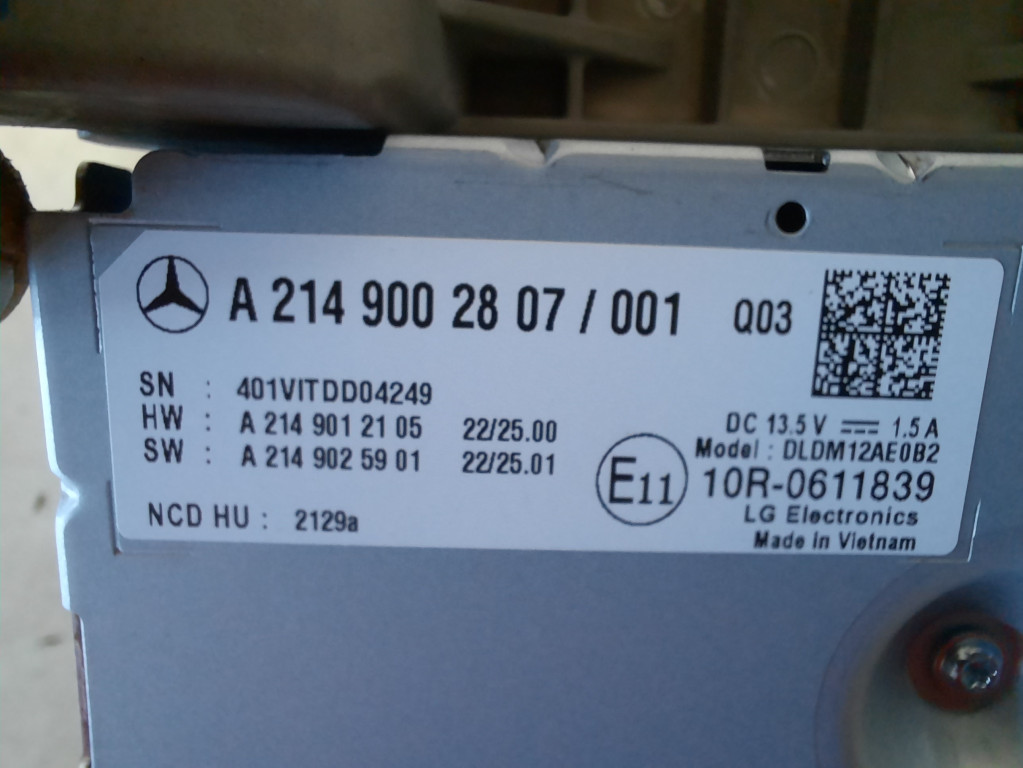 A 214 900 28 07 / 001 Q03
SN : 401VITDD04249
HW : A 214 901 21 05 22/25.00
SW : A 214 902 59 01 22/25.01
NCD HU : 2129a
DC 13.5 V ⎓ 1.5 A
Model : DLDM12AE0B2
E11 10R-0611839
LG Electronics
Made in Vietnam